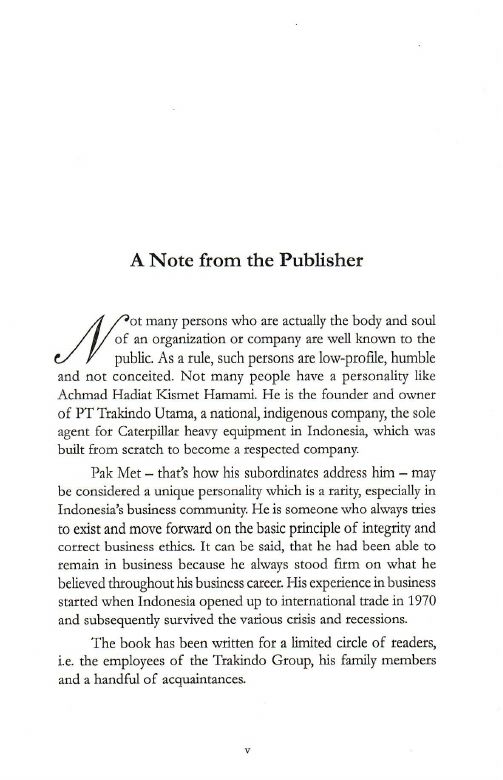 A Note from the Publisher
Not many persons who are actually the body and soul
of an organization or company are well known to the
public. As a rule, such persons are low-profile, humble
and not conceited. Not many people have a personality like
Achmad Hadiat Kismet Hamami. He is the founder and owner
of PT Trakindo Utama, a national, indigenous company, the sole
agent for Caterpillar heavy equipment in Indonesia, which was
built from scratch to become a respected company.
Pak Met – that's how his subordinates address him – may
be considered a unique personality which is a rarity, especially in
Indonesia's business community. He is someone who always tries
to exist and move forward on the basic principle of integrity and
correct business ethics. It can be said, that he had been able to
remain in business because he always stood firm on what he
believed throughout his business career. His experience in business
started when Indonesia opened up to international trade in 1970
and subsequently survived the various crisis and recessions.
The book has been written for a limited circle of readers,
i.e. the employees of the Trakindo Group, his family members
and a handful of acquaintances.
v